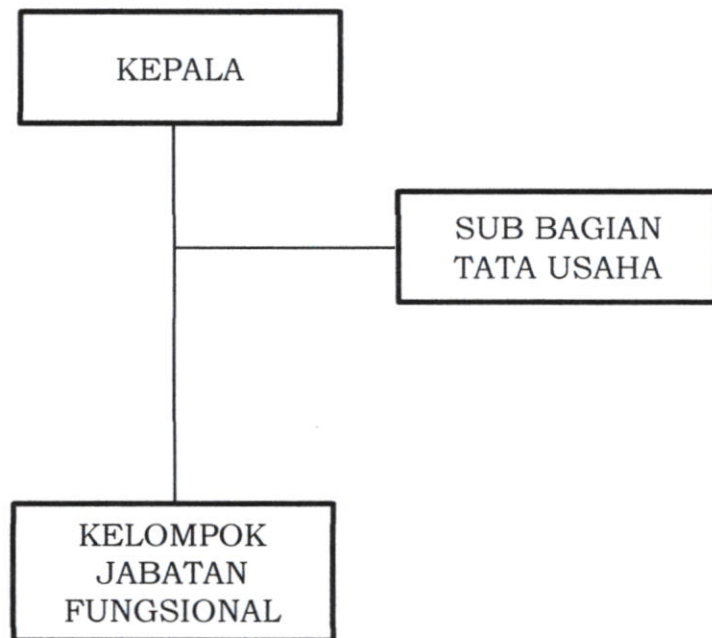 KEPALA
SUB BAGIAN
TATA USAHA
KELOMPOK
JABATAN
FUNGSIONAL